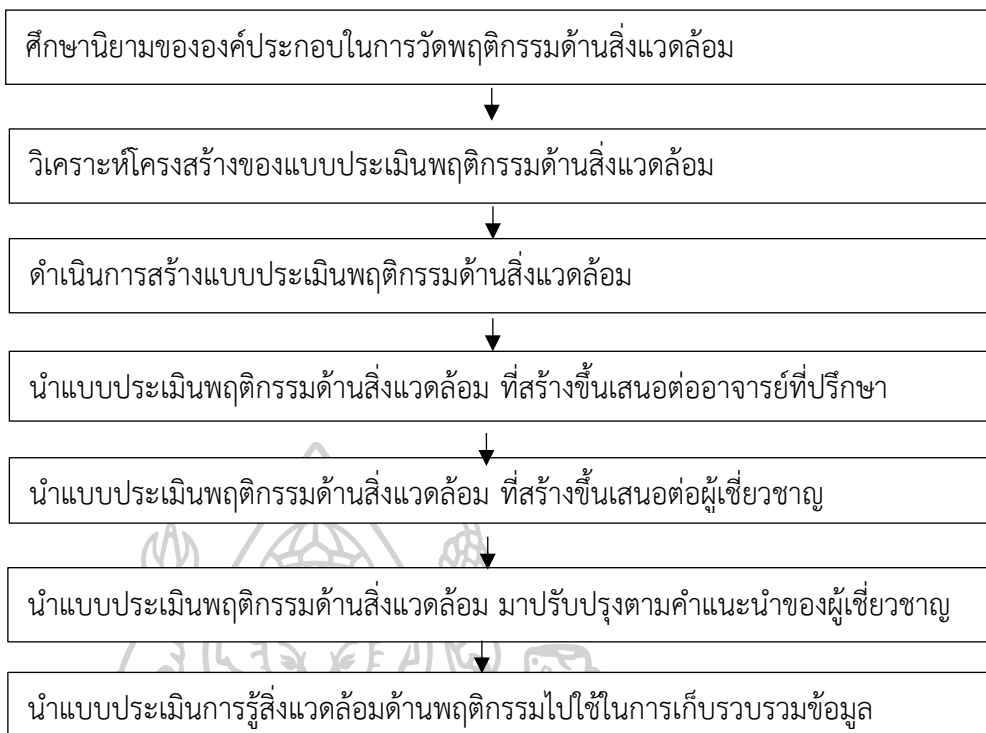 ศึกษานิยามขององค์ประกอบในการวัดพฤติกรรมด้านสิ่งแวดล้อม
วิเคราะห์โครงสร้างของแบบประเมินพฤติกรรมด้านสิ่งแวดล้อม
ดำเนินการสร้างแบบประเมินพฤติกรรมด้านสิ่งแวดล้อม
นำแบบประเมินพฤติกรรมด้านสิ่งแวดล้อม ที่สร้างขึ้นเสนอต่ออาจารย์ที่ปรึกษา
นำแบบประเมินพฤติกรรมด้านสิ่งแวดล้อม ที่สร้างขึ้นเสนอต่อผู้เชี่ยวชาญ
นำแบบประเมินพฤติกรรมด้านสิ่งแวดล้อม มาปรับปรุงตามคำแนะนำของผู้เชี่ยวชาญ
นำแบบประเมินการรู้สิ่งแวดล้อมด้านพฤติกรรมไปใช้ในการเก็บรวบรวมข้อมูล